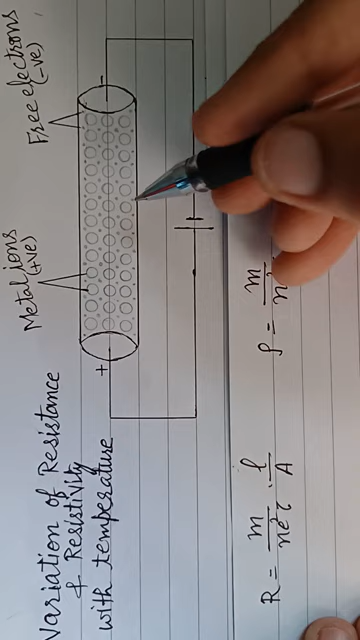 Variation of Resistance
& Resistivity
with temperature
Metal ions
(+ve)
Free electrons
(-ve)
+
-
R = m/ne²τ · l/A
ρ = m/n